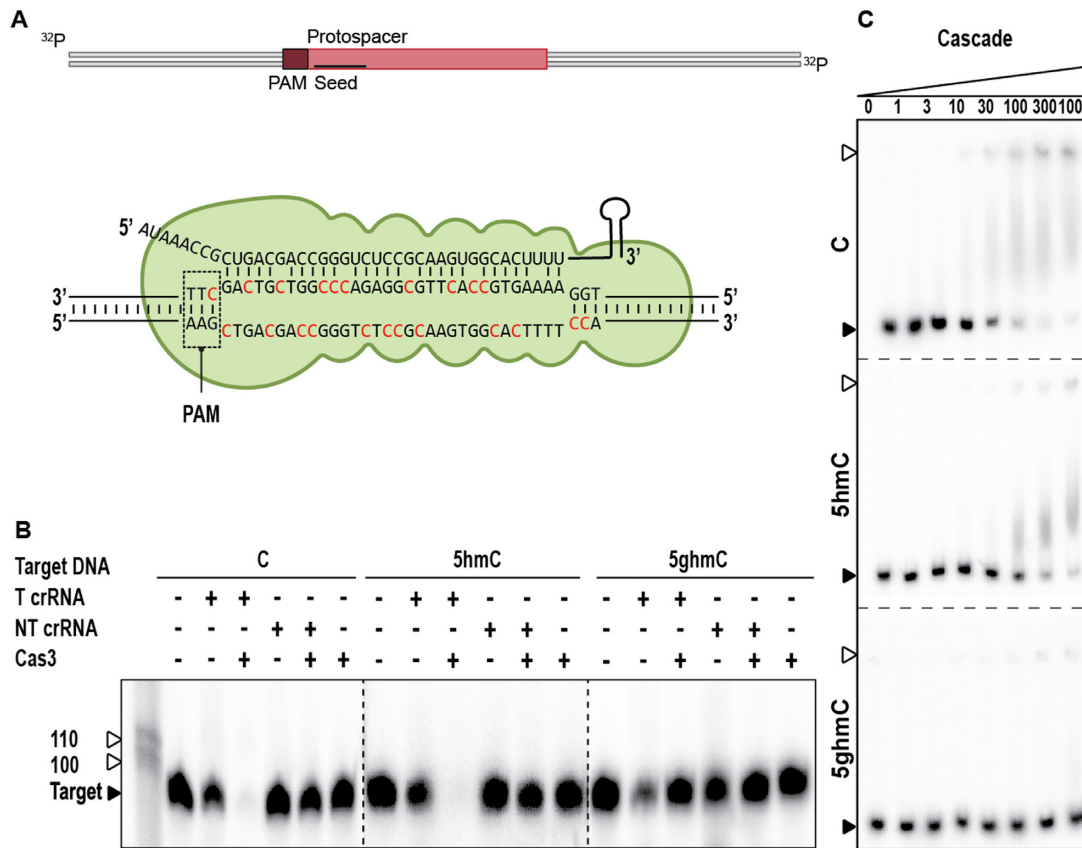 A
32P
Protospacer
PAM Seed
32P
5' AUAAACCGCUGACGACCGGGUCUCCGCAAGUGGCACUUUU 3'
GACTGCTGGCCCAGAGGCGTTCACCGTGAAAA
3' TTC GGT 5'
5' AAG CCA 3'
CTGACGACCGGGTCTCCGCAAGTGGCACTTTT
PAM
B
Target DNA C 5hmC 5ghmC
T crRNA - + + - - - - + + - - - - + + - - -
NT crRNA - - - + + - - - - + + - - - - + + -
Cas3 - - + - + + - - + - + + - - + - + +
110
100
Target
C
Cascade
0 1 3 10 30 100 300 100
C
5hmC
5ghmC